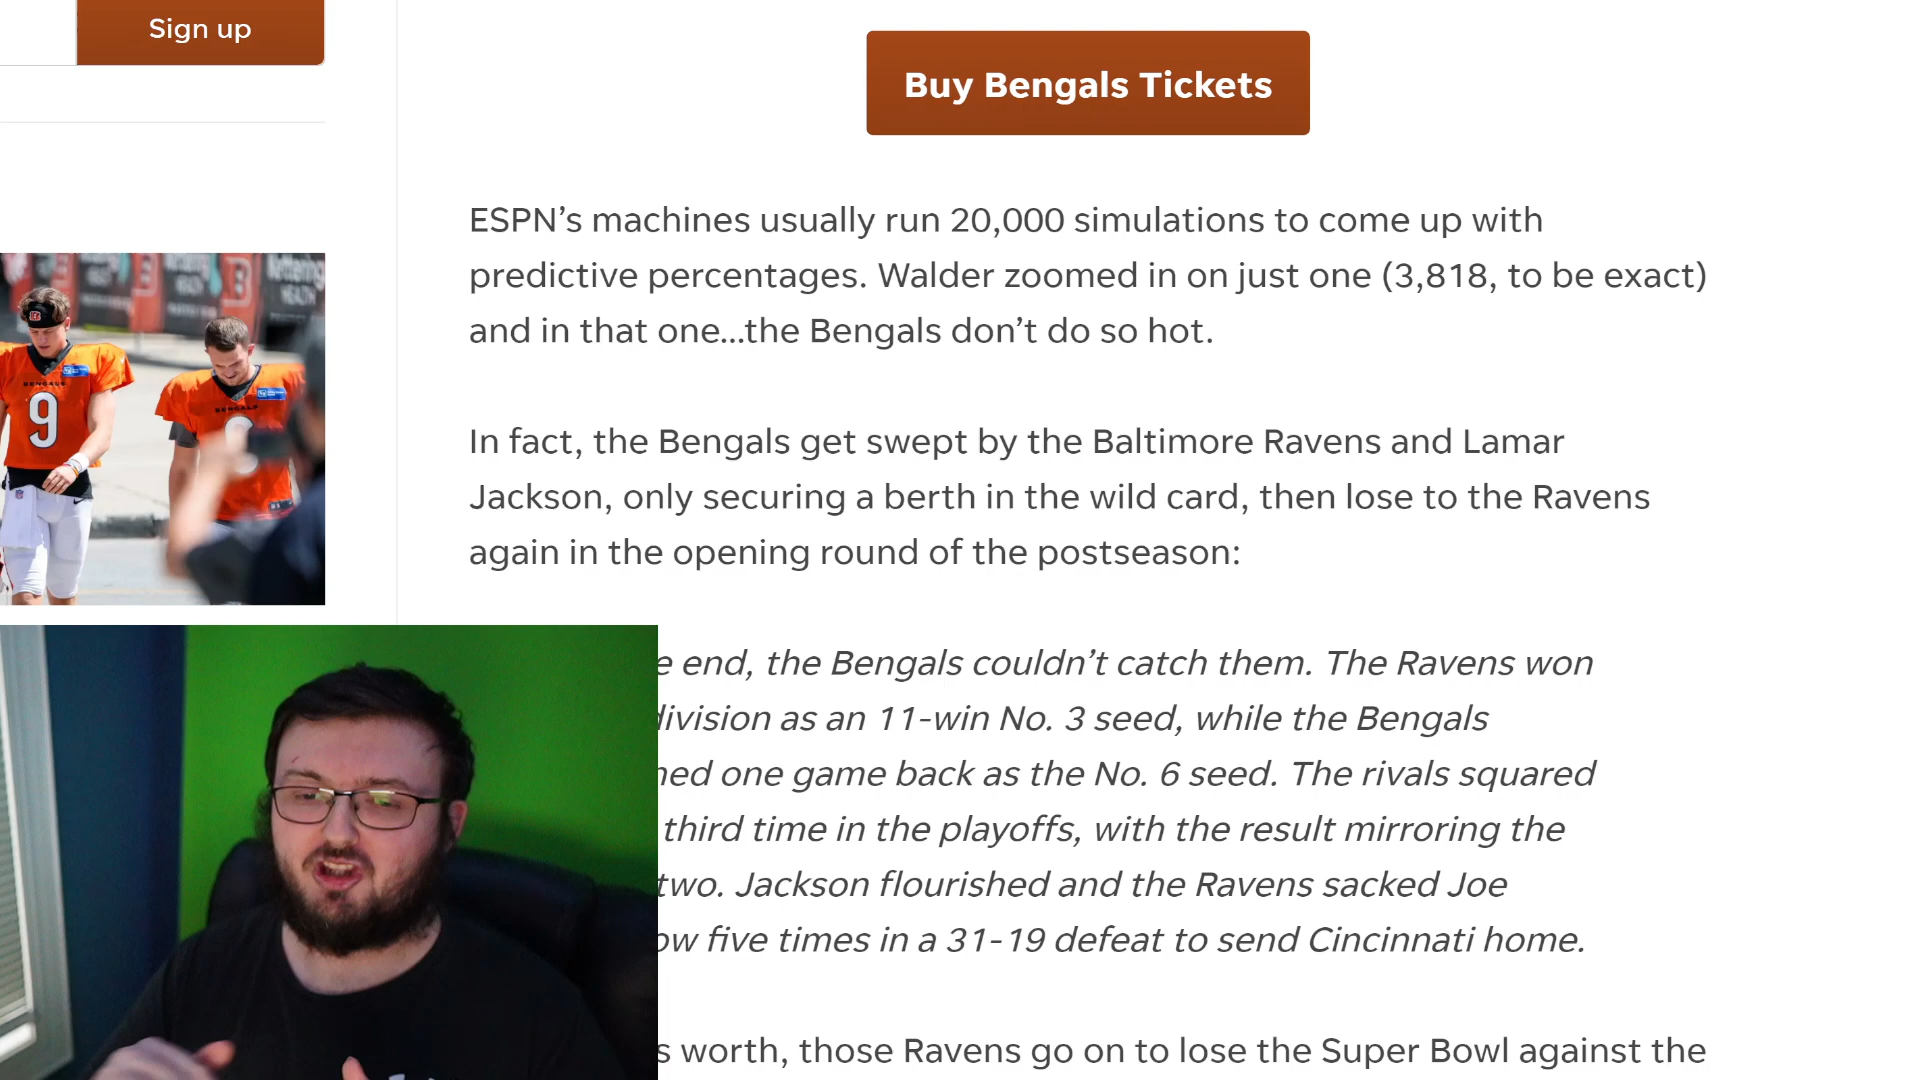 Sign up
Buy Bengals Tickets
ESPN’s machines usually run 20,000 simulations to come up with
predictive percentages. Walder zoomed in on just one (3,818, to be exact)
and in that one...the Bengals don’t do so hot.
In fact, the Bengals get swept by the Baltimore Ravens and Lamar
Jackson, only securing a berth in the wild card, then lose to the Ravens
again in the opening round of the postseason:
end, the Bengals couldn’t catch them. The Ravens won
division as an 11-win No. 3 seed, while the Bengals
one game back as the No. 6 seed. The rivals squared
third time in the playoffs, with the result mirroring the
two. Jackson flourished and the Ravens sacked Joe
five times in a 31-19 defeat to send Cincinnati home.
worth, those Ravens go on to lose the Super Bowl against the
BENGALS
9
BENGALS